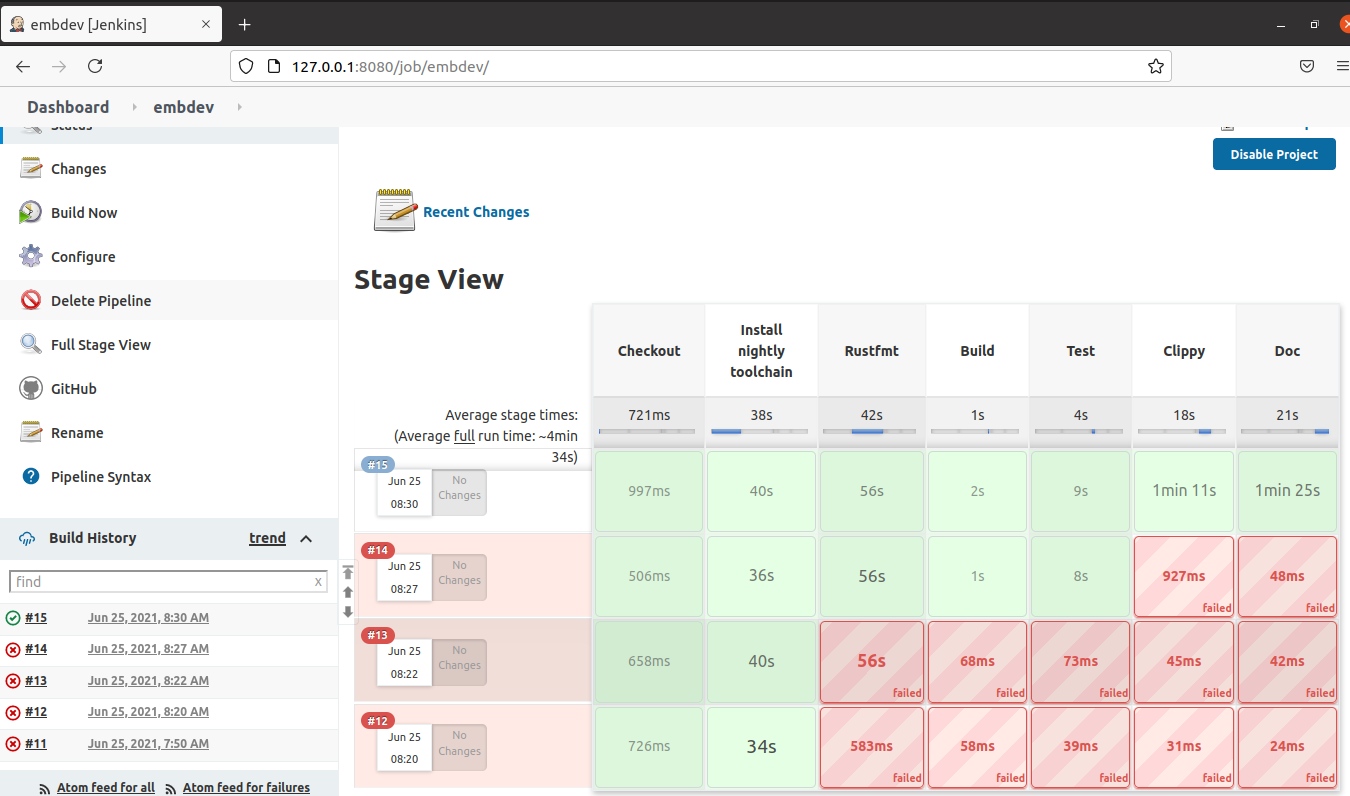 embdev [Jenkins]
127.0.0.1:8080/job/embdev/
Dashboard
embdev
Status
Changes
Build Now
Configure
Delete Pipeline
Full Stage View
GitHub
Rename
Pipeline Syntax
Build History
trend
find
x
#15 Jun 25, 2021, 8:30 AM
#14 Jun 25, 2021, 8:27 AM
#13 Jun 25, 2021, 8:22 AM
#12 Jun 25, 2021, 8:20 AM
#11 Jun 25, 2021, 7:50 AM
Atom feed for all
Atom feed for failures
Disable Project
Recent Changes
Stage View
Checkout
Install
nightly
toolchain
Rustfmt
Build
Test
Clippy
Doc
Average stage times:
(Average full run time: ~4min
34s)
721ms 38s 42s 1s 4s 18s 21s
#15
Jun 25
08:30
No
Changes
997ms 40s 56s 2s 9s 1min 11s 1min 25s
#14
Jun 25
08:27
No
Changes
506ms 36s 56s 1s 8s 927ms 48ms
failed failed
#13
Jun 25
08:22
No
Changes
658ms 40s 56s 68ms 73ms 45ms 42ms
failed failed failed failed failed
#12
Jun 25
08:20
No
Changes
726ms 34s 583ms 58ms 39ms 31ms 24ms
failed failed failed failed failed